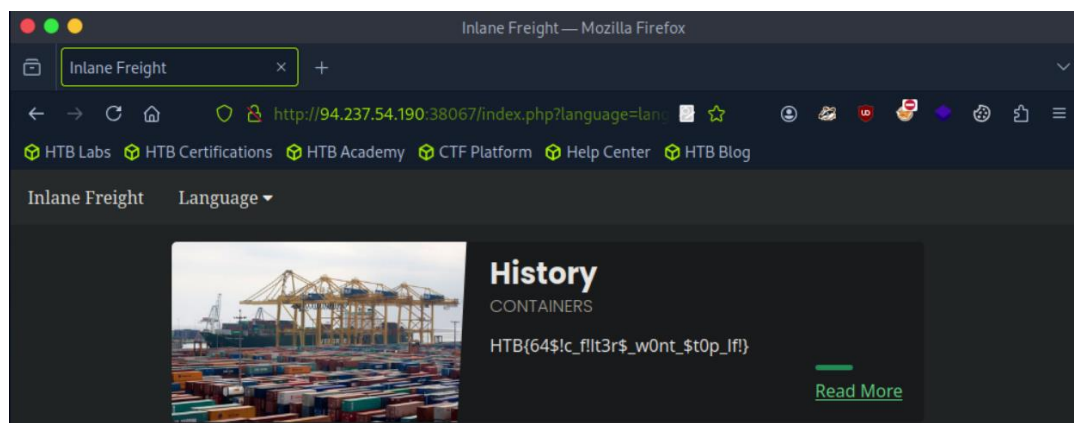 Inlane Freight — Mozilla Firefox
Inlane Freight
http://94.237.54.190:38067/index.php?language=lang
HTB Labs HTB Certifications HTB Academy CTF Platform Help Center HTB Blog
Inlane Freight Language
History
CONTAINERS
HTB{64$!c_f!lt3r$_w0nt_$t0p_lf!}
Read More